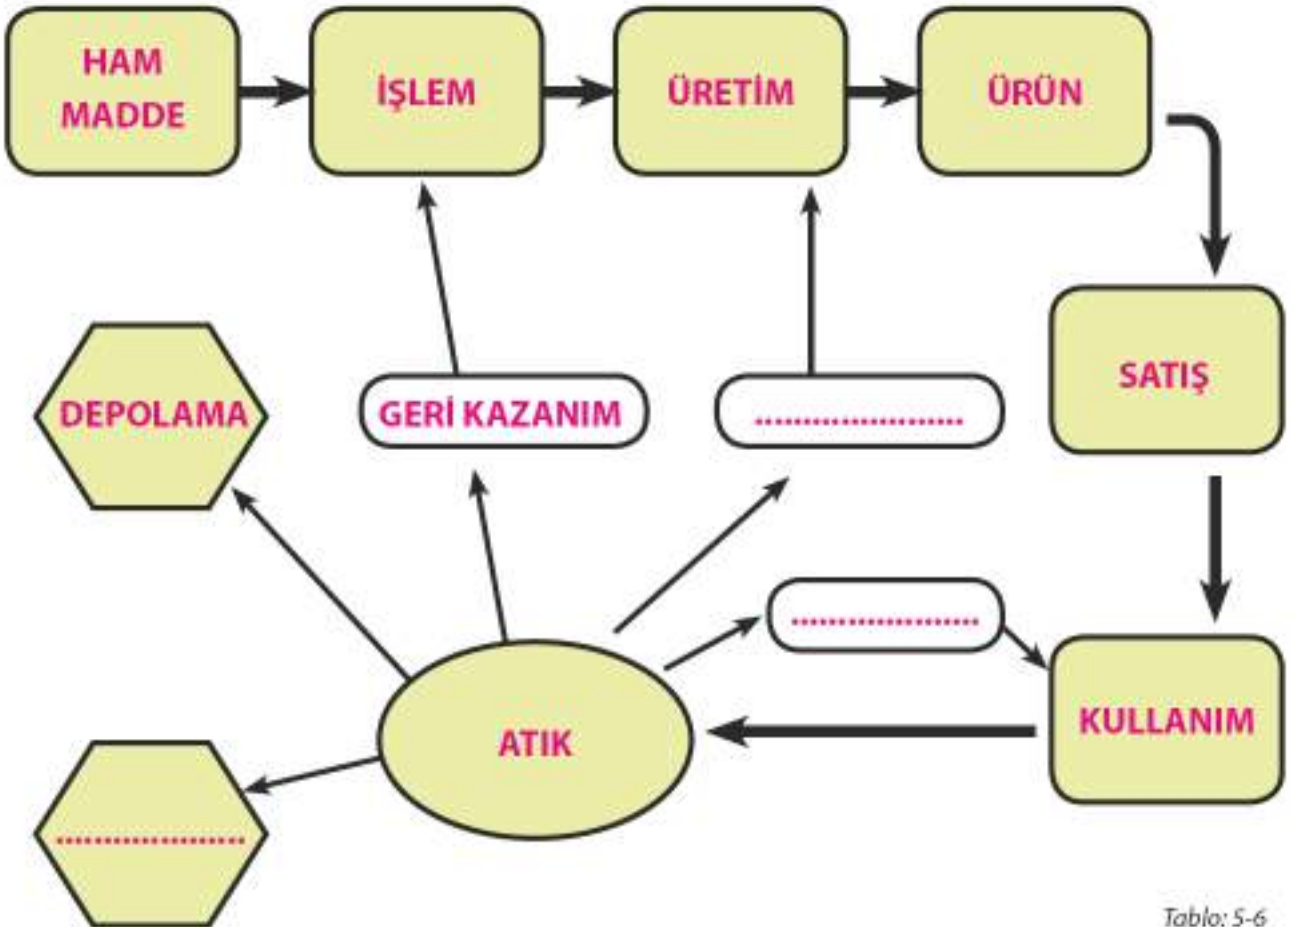 HAM
MADDE
İŞLEM
ÜRETİM
ÜRÜN
SATIŞ
DEPOLAMA
GERİ KAZANIM
......................
....................
KULLANIM
ATIK
....................
Tablo: 5-6